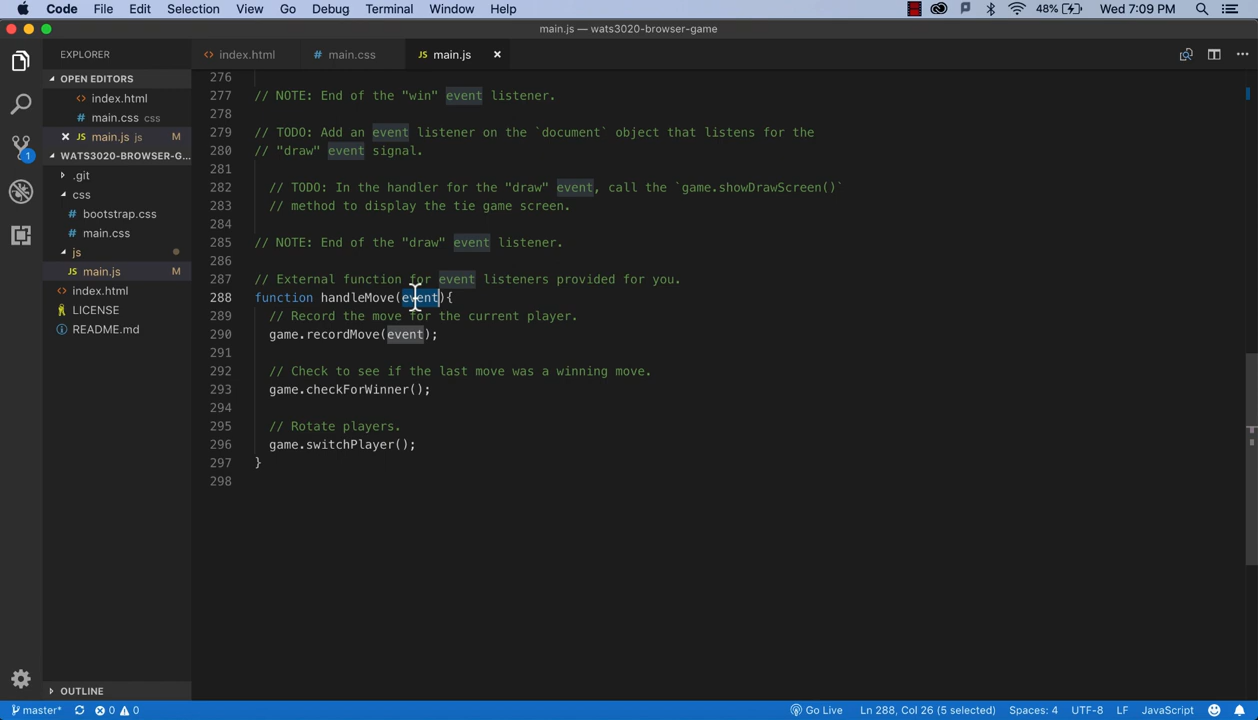 Code File Edit Selection View Go Debug Terminal Window Help 48% Wed 7:09 PM
main.js — wats3020-browser-game
EXPLORER
OPEN EDITORS
index.html
main.css css
main.js js M
WATS3020-BROWSER-G...
.git
css
bootstrap.css
main.css
js
main.js M
index.html
LICENSE
README.md
OUTLINE
1
index.html main.css JS main.js
276
277 // NOTE: End of the "win" event listener.
278
279 // TODO: Add an event listener on the `document` object that listens for the
280 // "draw" event signal.
281
282 // TODO: In the handler for the "draw" event, call the `game.showDrawScreen()`
283 // method to display the tie game screen.
284
285 // NOTE: End of the "draw" event listener.
286
287 // External function for event listeners provided for you.
288 function handleMove(event){
289 // Record the move for the current player.
290 game.recordMove(event);
291
292 // Check to see if the last move was a winning move.
293 game.checkForWinner();
294
295 // Rotate players.
296 game.switchPlayer();
297 }
298
master* 0 0 Go Live Ln 288, Col 26 (5 selected) Spaces: 4 UTF-8 LF JavaScript